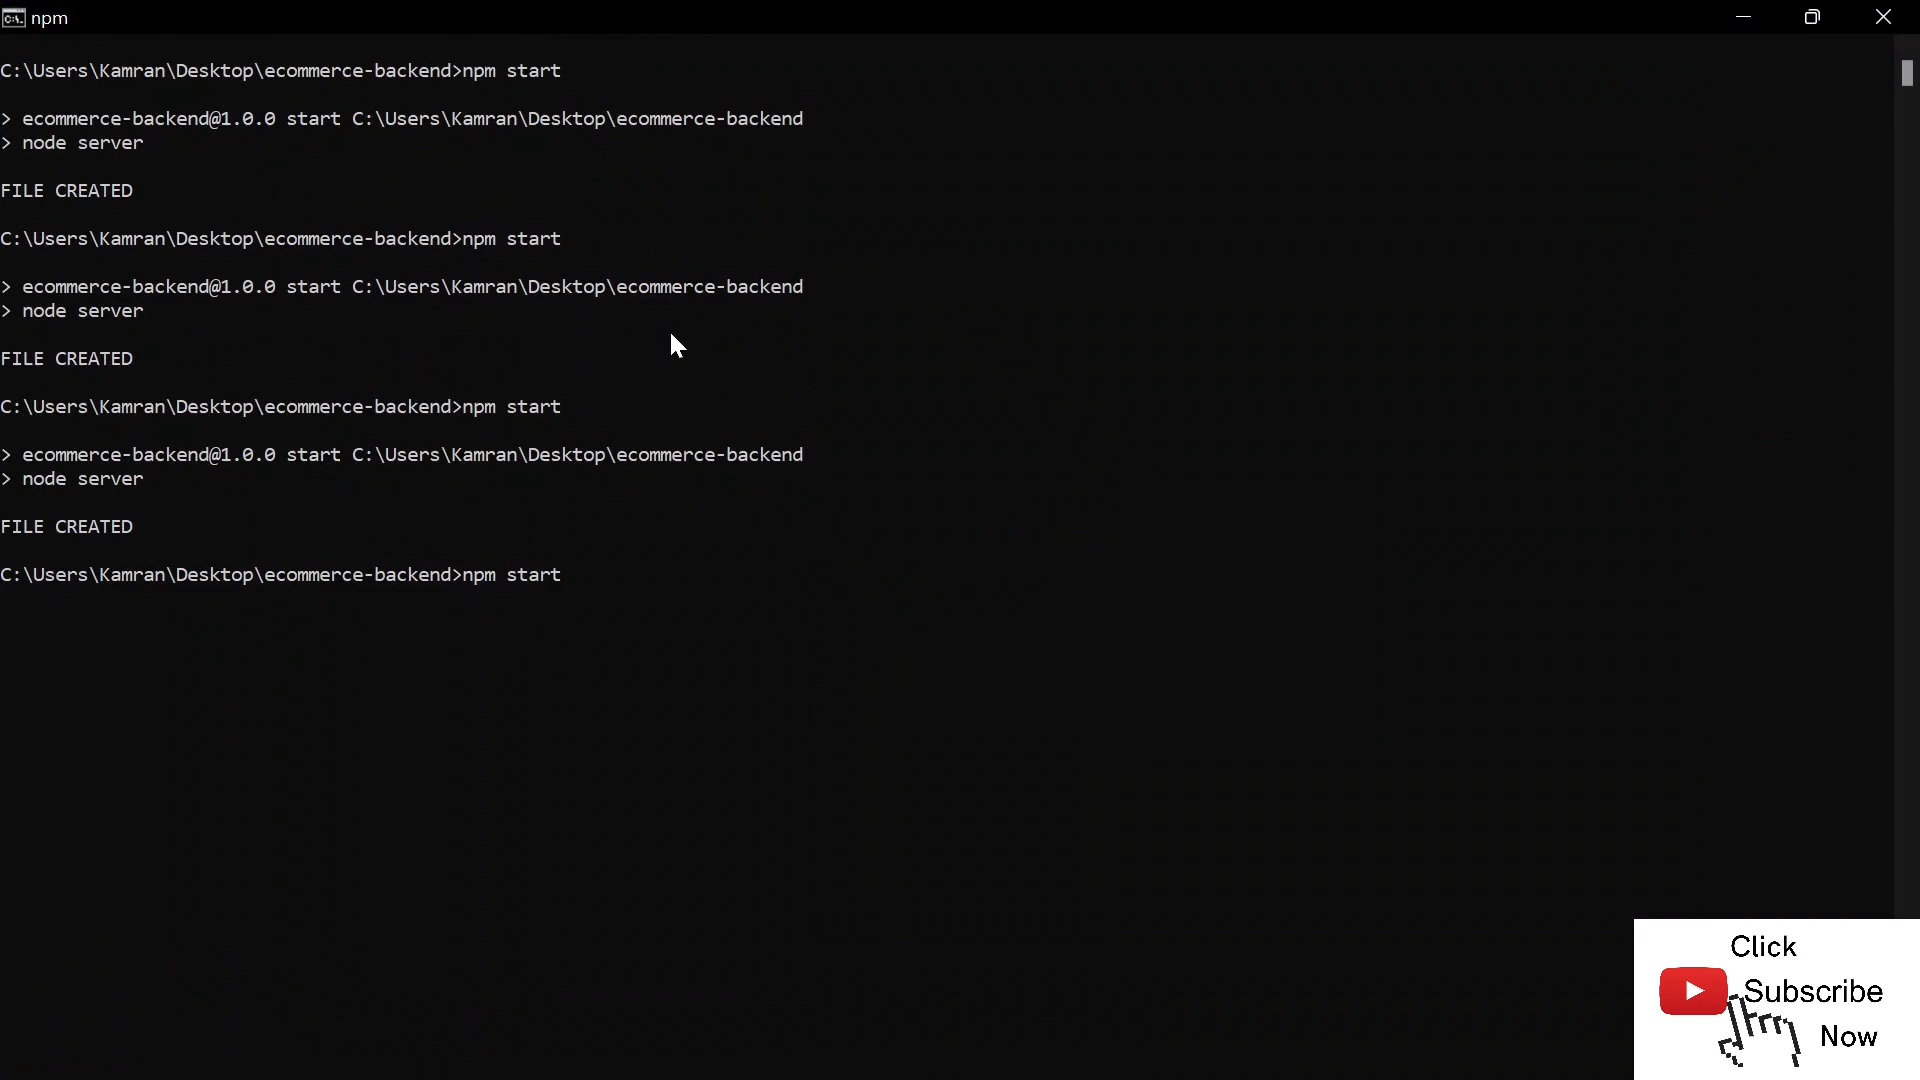 npm
C:\Users\Kamran\Desktop\ecommerce-backend>npm start
> ecommerce-backend@1.0.0 start C:\Users\Kamran\Desktop\ecommerce-backend
> node server
FILE CREATED
C:\Users\Kamran\Desktop\ecommerce-backend>npm start
> ecommerce-backend@1.0.0 start C:\Users\Kamran\Desktop\ecommerce-backend
> node server
FILE CREATED
C:\Users\Kamran\Desktop\ecommerce-backend>npm start
> ecommerce-backend@1.0.0 start C:\Users\Kamran\Desktop\ecommerce-backend
> node server
FILE CREATED
C:\Users\Kamran\Desktop\ecommerce-backend>npm start
Click
Subscribe
Now